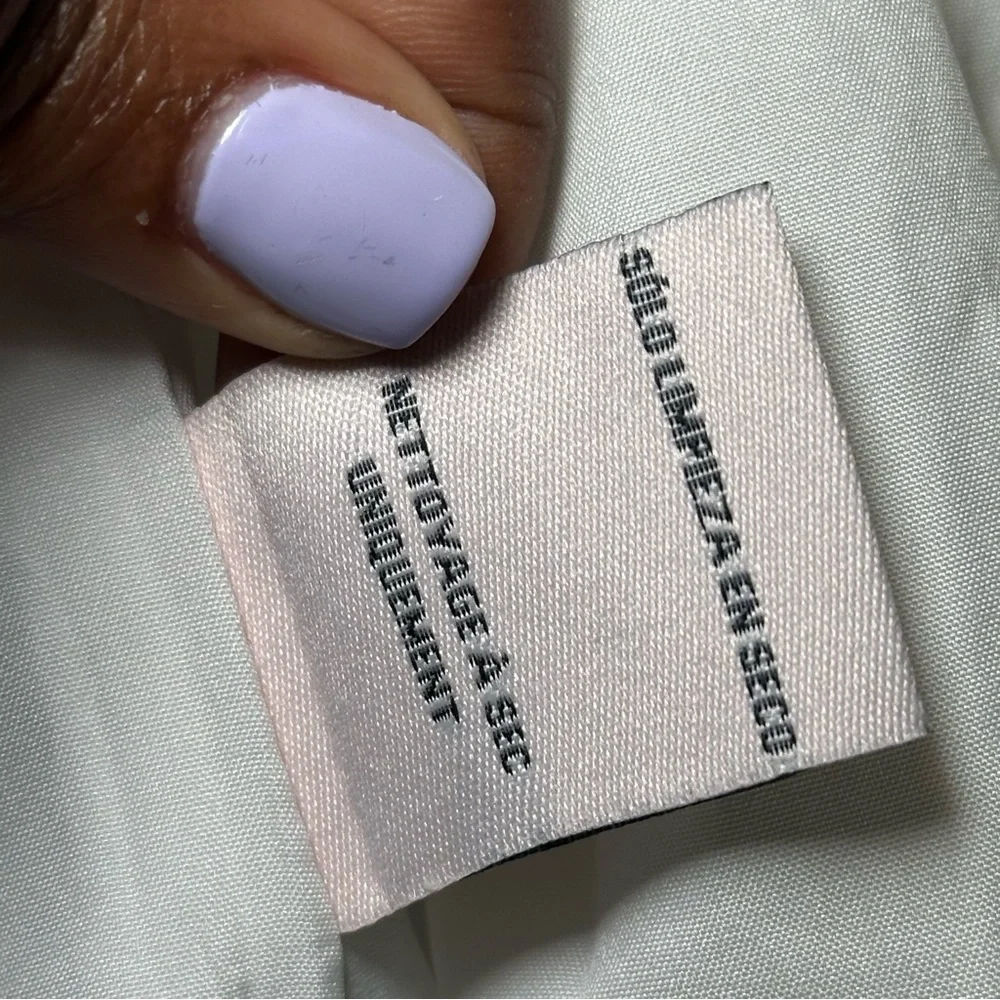 SÓLO LIMPIEZA EN SECO
NETTOYAGE À SEC
UNIQUEMENT